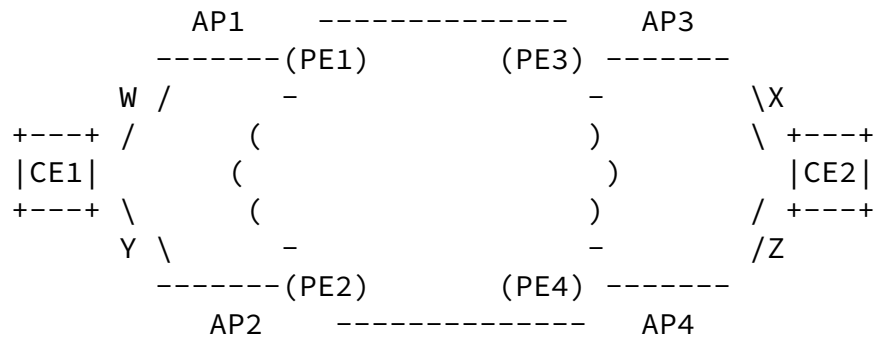 AP1    --------------    AP3
-------(PE1)       (PE3) -------
W /      -                -        \X
+---+ /       (                  )        \ +---+
|CE1|       (                    )         |CE2|
+---+ \       (                  )        / +---+
Y \      -                -        /Z
-------(PE2)       (PE4) -------
AP2    --------------    AP4